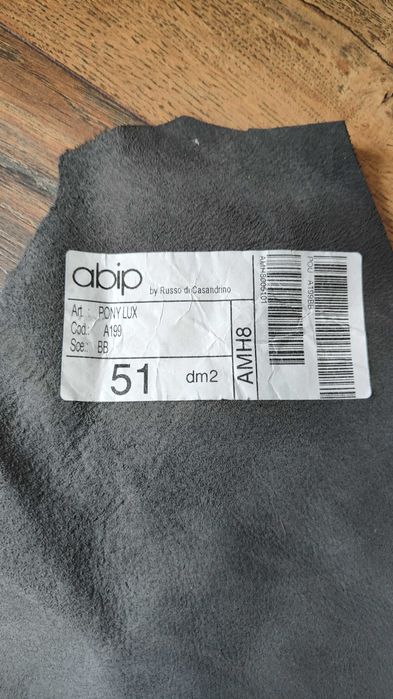 abip by Russo di Casandrino
Art.: PONY LUX
Cod.: A199
Sce.: BB
51 dm2
AMH8